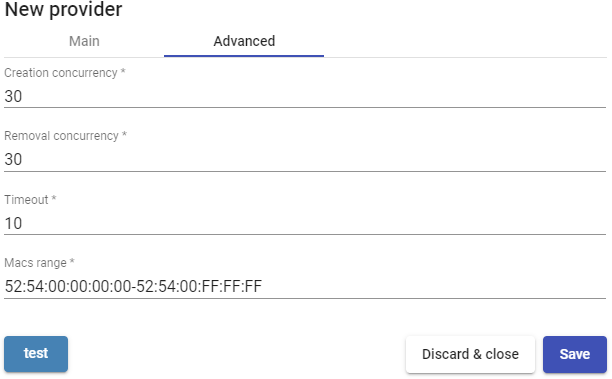 New provider
Main Advanced
Creation concurrency *
30
Removal concurrency *
30
Timeout *
10
Macs range *
52:54:00:00:00:00-52:54:00:FF:FF:FF
test Discard & close Save